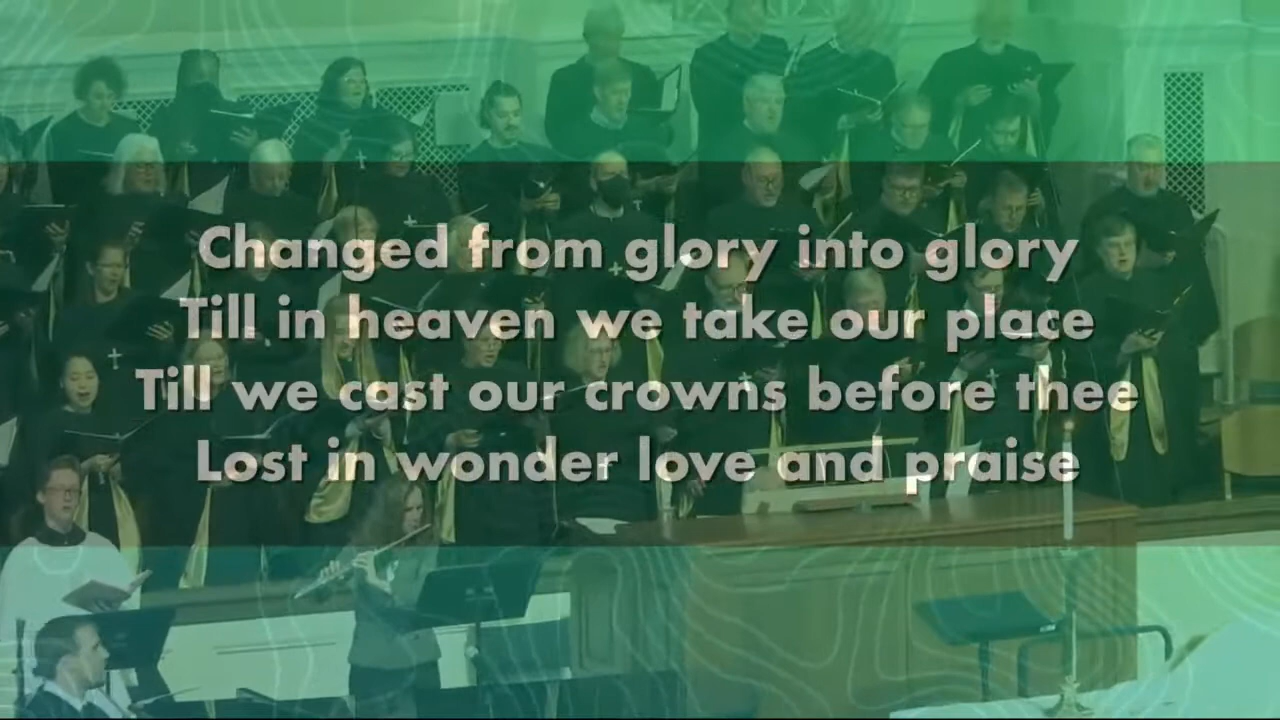 Changed from glory into glory
Till in heaven we take our place
Till we cast our crowns before thee
Lost in wonder love and praise